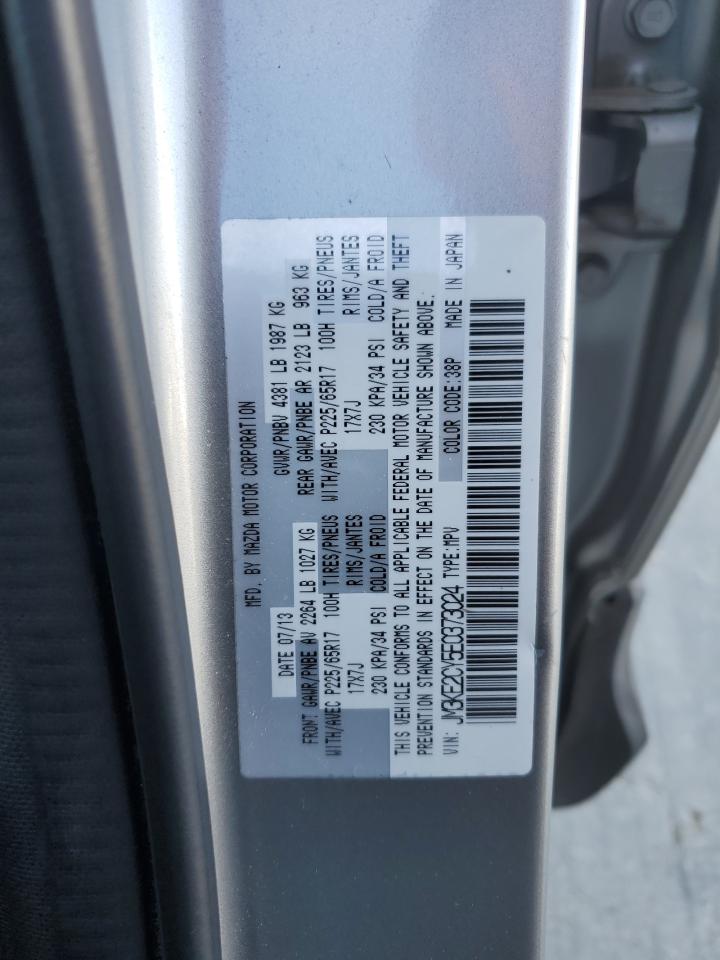 MFD. BY MAZDA MOTOR CORPORATION
DATE 07/13 GVWR/PNBV 4381 LB 1987 KG
FRONT GAWR/PNBE AV 2264 LB 1027 KG REAR GAWR/PNBE AR 2123 LB 963 KG
WITH/AVEC P225/65R17 100H TIRES/PNEUS WITH/AVEC P225/65R17 100H TIRES/PNEUS
17X7J RIMS/JANTES 17X7J RIMS/JANTES
230 KPA/34 PSI COLD/A FROID 230 KPA/34 PSI COLD/A FROID
THIS VEHICLE CONFORMS TO ALL APPLICABLE FEDERAL MOTOR VEHICLE SAFETY AND THEFT
PREVENTION STANDARDS IN EFFECT ON THE DATE OF MANUFACTURE SHOWN ABOVE.
VIN: JM3KE2CY5E0373024 TYPE:MPV COLOR CODE:38P MADE IN JAPAN